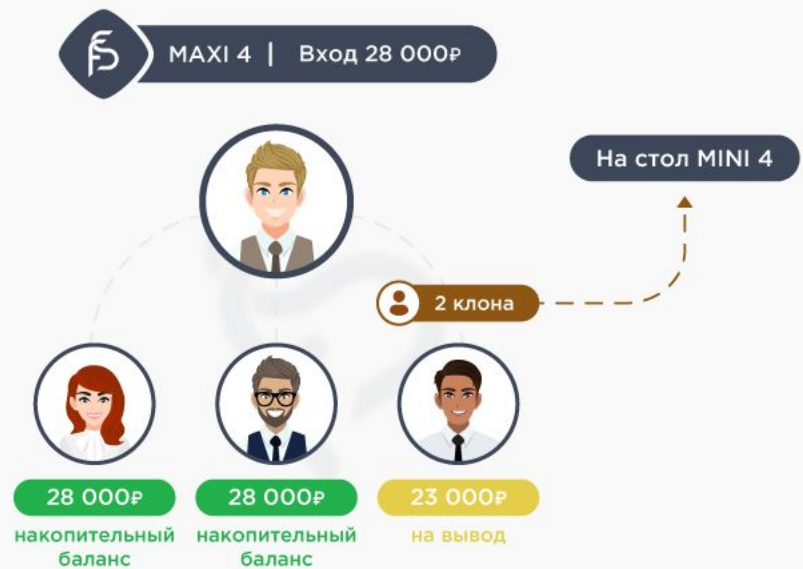 MAXI 4 | Вход 28 000₽
На стол MINI 4
2 клона
28 000₽
накопительный
баланс
28 000₽
накопительный
баланс
23 000₽
на вывод